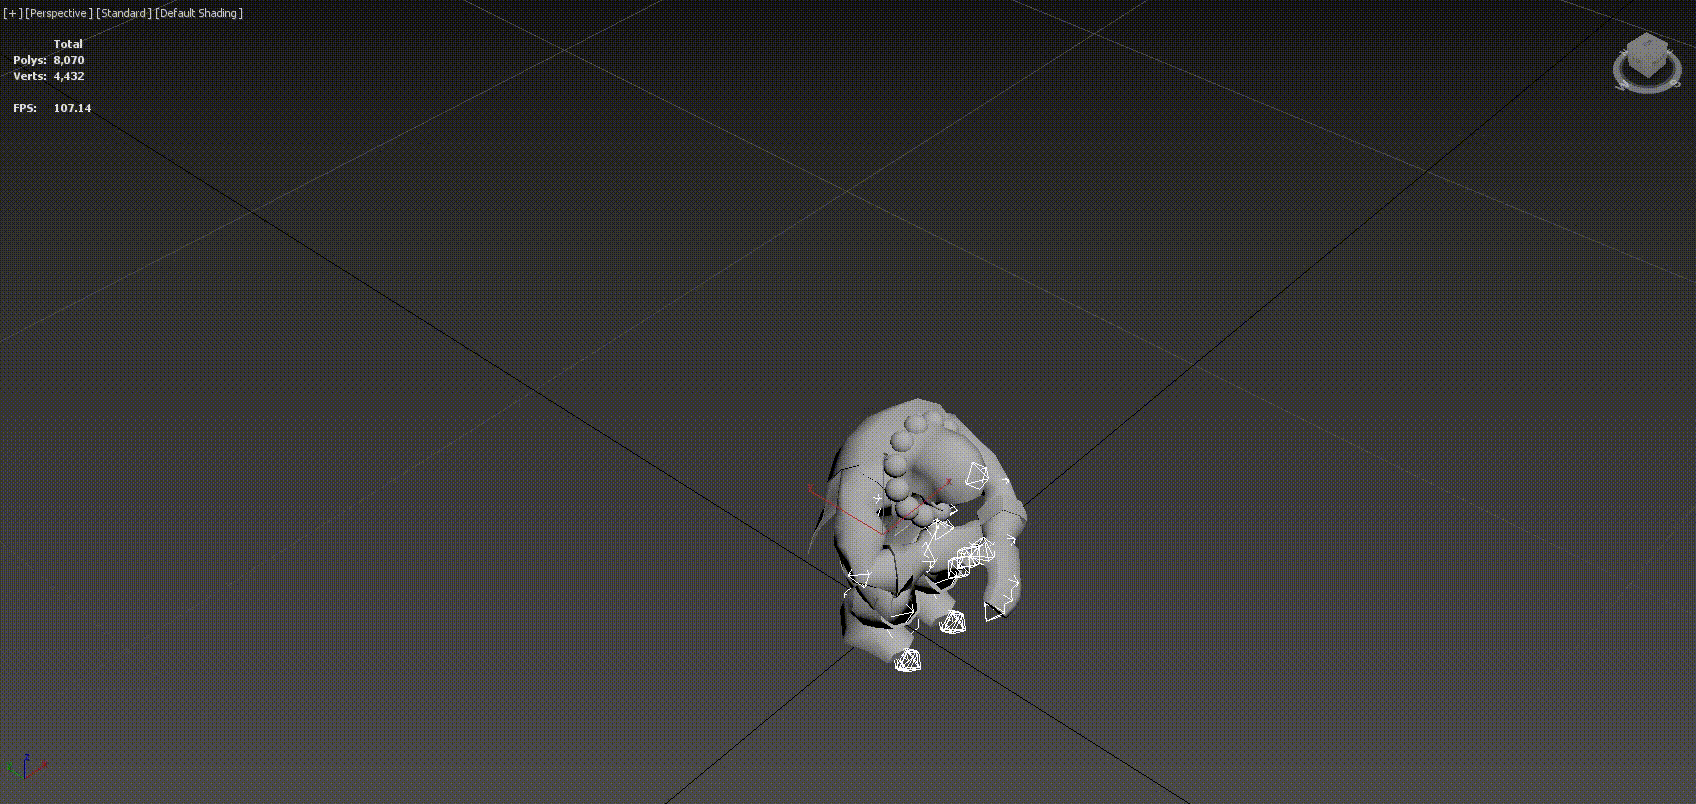 [+] [Perspective] [Standard] [Default Shading]
Total
Polys: 8,070
Verts: 4,432
FPS: 107.14
X
Z